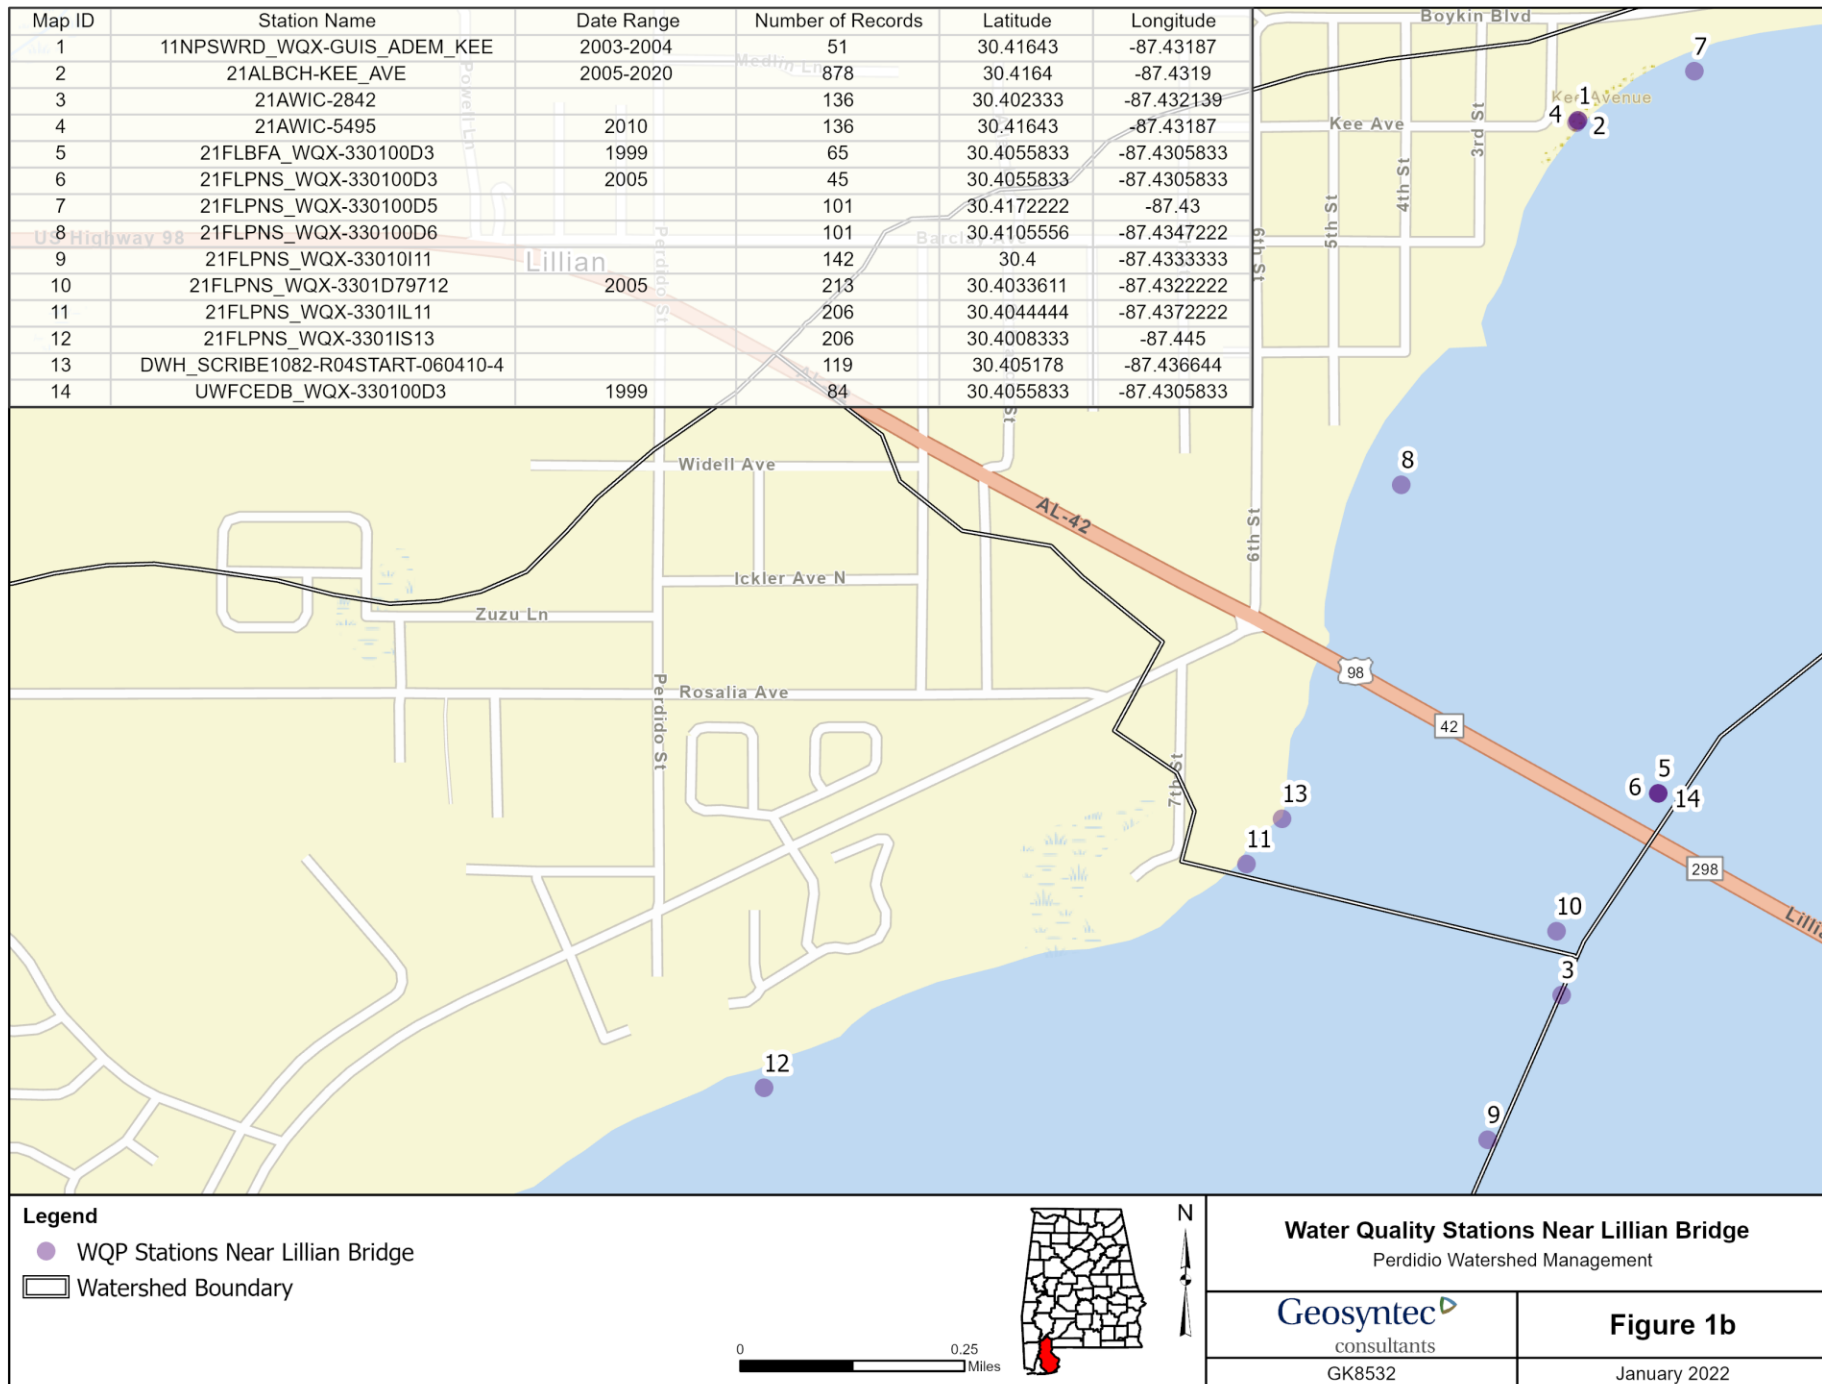 Map ID Station Name Date Range Number of Records Latitude Longitude
1 11NPSWRD_WQX-GUIS_ADEM_KEE 2003-2004 51 30.41643 -87.43187
2 21ALBCH-KEE_AVE 2005-2020 878 30.4164 -87.4319
3 21AWIC-2842 136 30.402333 -87.432139
4 21AWIC-5495 2010 136 30.41643 -87.43187
5 21FLBFA_WQX-330100D3 1999 65 30.4055833 -87.4305833
6 21FLPNS_WQX-330100D3 2005 45 30.4055833 -87.4305833
7 21FLPNS_WQX-330100D5 101 30.4172222 -87.43
8 21FLPNS_WQX-330100D6 101 30.4105556 -87.4347222
9 21FLPNS_WQX-33010I11 142 30.4 -87.4333333
10 21FLPNS_WQX-3301D79712 2005 213 30.4033611 -87.4322222
11 21FLPNS_WQX-3301IL11 206 30.4044444 -87.4372222
12 21FLPNS_WQX-3301IS13 206 30.4008333 -87.445
13 DWH_SCRIBE1082-R04START-060410-4 119 30.405178 -87.436644
14 UWFCEDB_WQX-330100D3 1999 84 30.4055833 -87.4305833
Medlin Ln
Powell Ln
US Highway 98
Lillian
Perdido St
Barclay Ave
Boykin Blvd
7
Kee Avenue
1
4
2
Kee Ave
3rd St
4th St
5th St
6th St
8
Widell Ave
AL-42
6th St
Ickler Ave N
Zuzu Ln
Rosalia Ave
Perdido St
98
42
7th St
5
6
14
13
11
298
10
3
12
9
Legend
WQP Stations Near Lillian Bridge
Watershed Boundary
0 0.25
Miles
N
Water Quality Stations Near Lillian Bridge
Perdidio Watershed Management
Geosyntec
consultants
Figure 1b
GK8532
January 2022